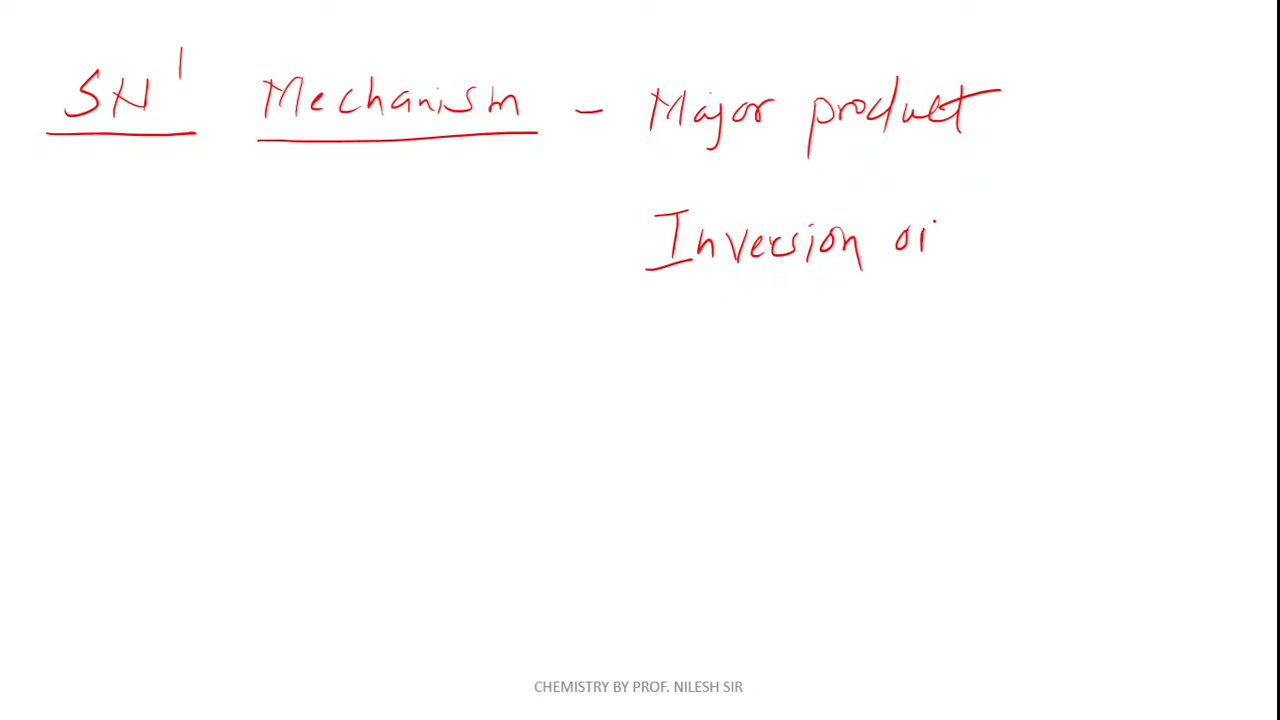 SN¹ Mechanism - Major product
Inversion
CHEMISTRY BY PROF. NILESH SIR